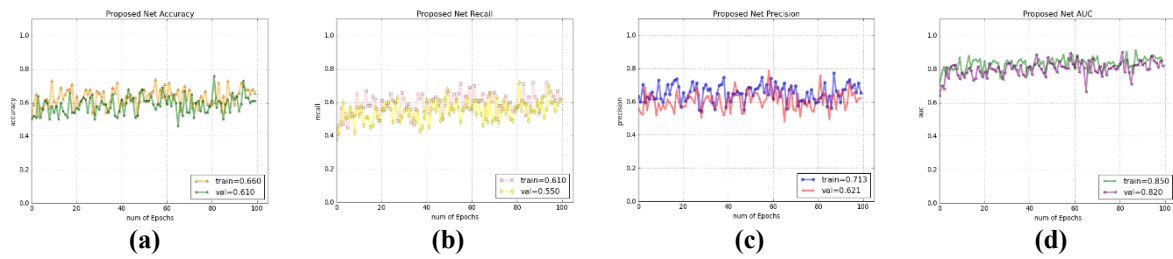 Proposed Net Accuracy
1.0
0.8
0.6
0.4
0.2
0.0
accuracy
0 20 40 60 80 100
num of Epochs
train=0.660
val=0.610
(a)
Proposed Net Recall
1.0
0.8
0.6
0.4
0.2
0.0
recall
0 20 40 60 80 100
num of Epochs
train=0.610
val=0.550
(b)
Proposed Net Precision
1.0
0.8
0.6
0.4
0.2
0.0
precision
0 20 40 60 80 100
num of Epochs
train=0.713
val=0.621
(c)
Proposed Net AUC
1.0
0.8
0.6
0.4
0.2
0.0
auc
0 20 40 60 80 100
num of Epochs
train=0.850
val=0.820
(d)